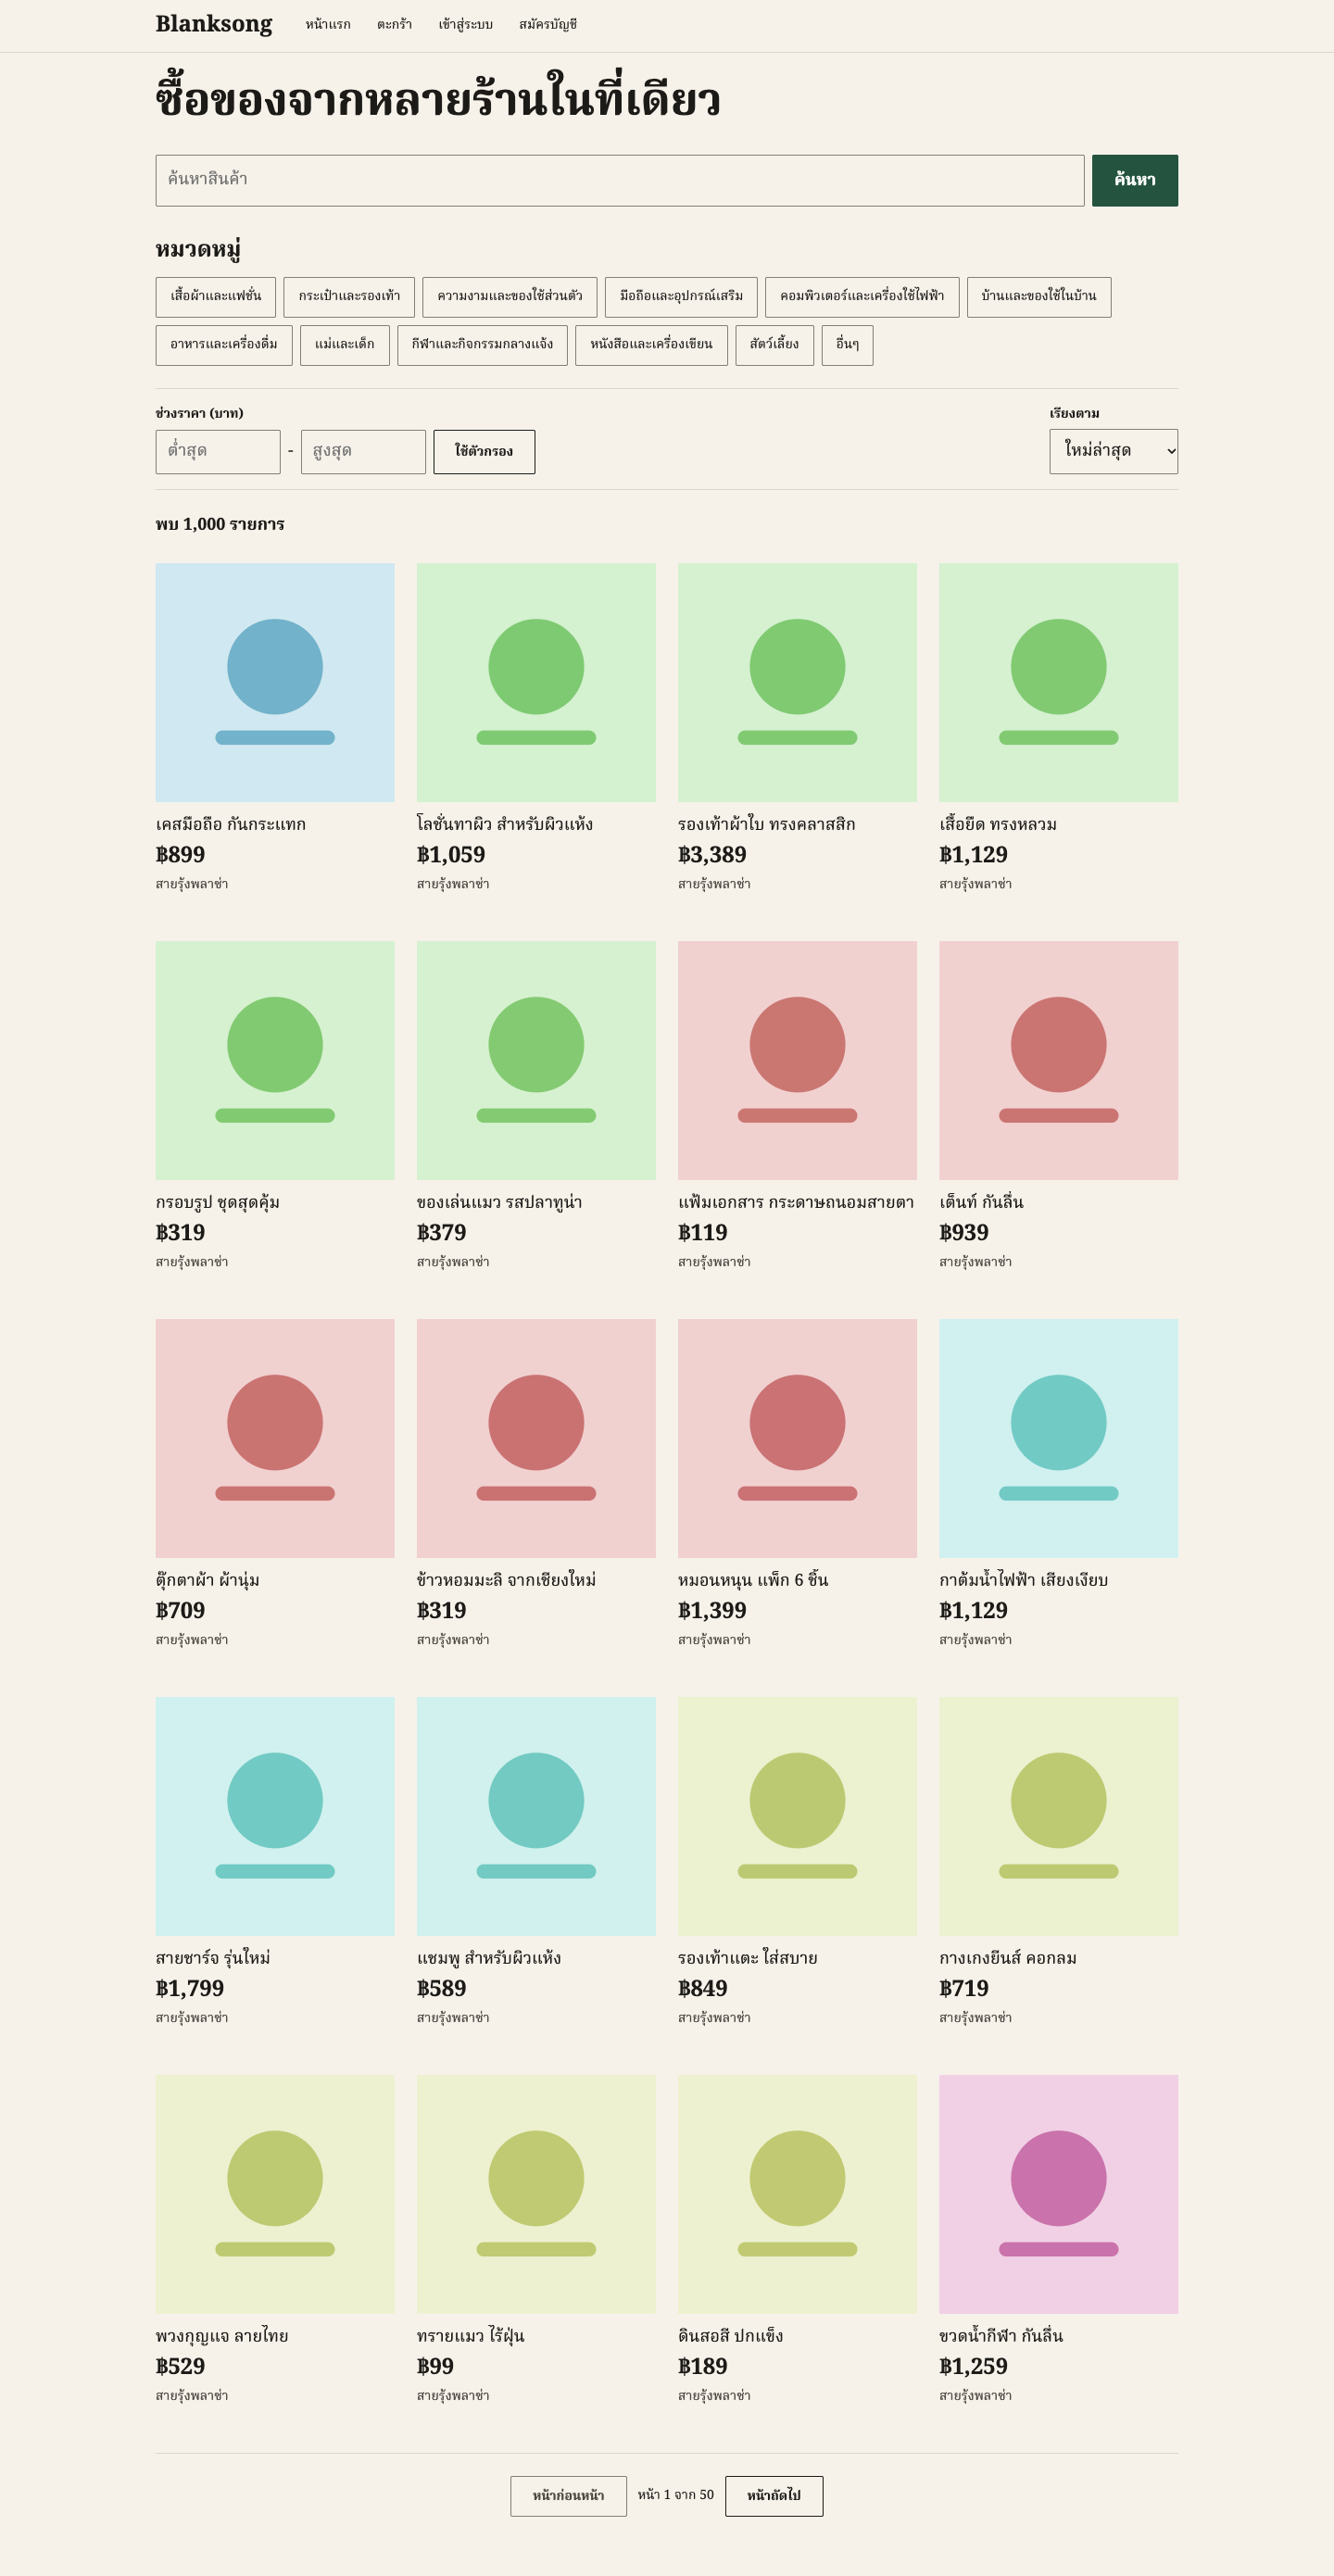 Blanksong หน้าแรก ตะกร้า เข้าสู่ระบบ สมัครบัญชี
ซื้อของจากหลายร้านในที่เดียว
ค้นหาสินค้า ค้นหา
หมวดหมู่
เสื้อผ้าและแฟชั่น กระเป๋าและรองเท้า ความงามและของใช้ส่วนตัว มือถือและอุปกรณ์เสริม คอมพิวเตอร์และเครื่องใช้ไฟฟ้า บ้านและของใช้ในบ้าน
อาหารและเครื่องดื่ม แม่และเด็ก กีฬาและกิจกรรมกลางแจ้ง หนังสือและเครื่องเขียน สัตว์เลี้ยง อื่นๆ
ช่วงราคา (บาท) เรียงตาม
ต่ำสุด - สูงสุด ใช้ตัวกรอง ใหม่ล่าสุด
พบ 1,000 รายการ
เคสมือถือ กันกระแทก โลชั่นทาผิว สำหรับผิวแห้ง รองเท้าผ้าใบ ทรงคลาสสิก เสื้อยืด ทรงหลวม
฿899 ฿1,059 ฿3,389 ฿1,129
สายรุ้งพลาซ่า สายรุ้งพลาซ่า สายรุ้งพลาซ่า สายรุ้งพลาซ่า
กรอบรูป ชุดสุดคุ้ม ของเล่นแมว รสปลาทูน่า แฟ้มเอกสาร กระดาษถนอมสายตา เต็นท์ กันลื่น
฿319 ฿379 ฿119 ฿939
สายรุ้งพลาซ่า สายรุ้งพลาซ่า สายรุ้งพลาซ่า สายรุ้งพลาซ่า
ตุ๊กตาผ้า ผ้านุ่ม ข้าวหอมมะลิ จากเชียงใหม่ หมอนหนุน แพ็ก 6 ชิ้น กาต้มน้ำไฟฟ้า เสียงเงียบ
฿709 ฿319 ฿1,399 ฿1,129
สายรุ้งพลาซ่า สายรุ้งพลาซ่า สายรุ้งพลาซ่า สายรุ้งพลาซ่า
สายชาร์จ รุ่นใหม่ แชมพู สำหรับผิวแห้ง รองเท้าแตะ ใส่สบาย กางเกงยีนส์ คอกลม
฿1,799 ฿589 ฿849 ฿719
สายรุ้งพลาซ่า สายรุ้งพลาซ่า สายรุ้งพลาซ่า สายรุ้งพลาซ่า
พวงกุญแจ ลายไทย ทรายแมว ไร้ฝุ่น ดินสอสี ปกแข็ง ขวดน้ำกีฬา กันลื่น
฿529 ฿99 ฿189 ฿1,259
สายรุ้งพลาซ่า สายรุ้งพลาซ่า สายรุ้งพลาซ่า สายรุ้งพลาซ่า
หน้าก่อนหน้า หน้า 1 จาก 50 หน้าถัดไป